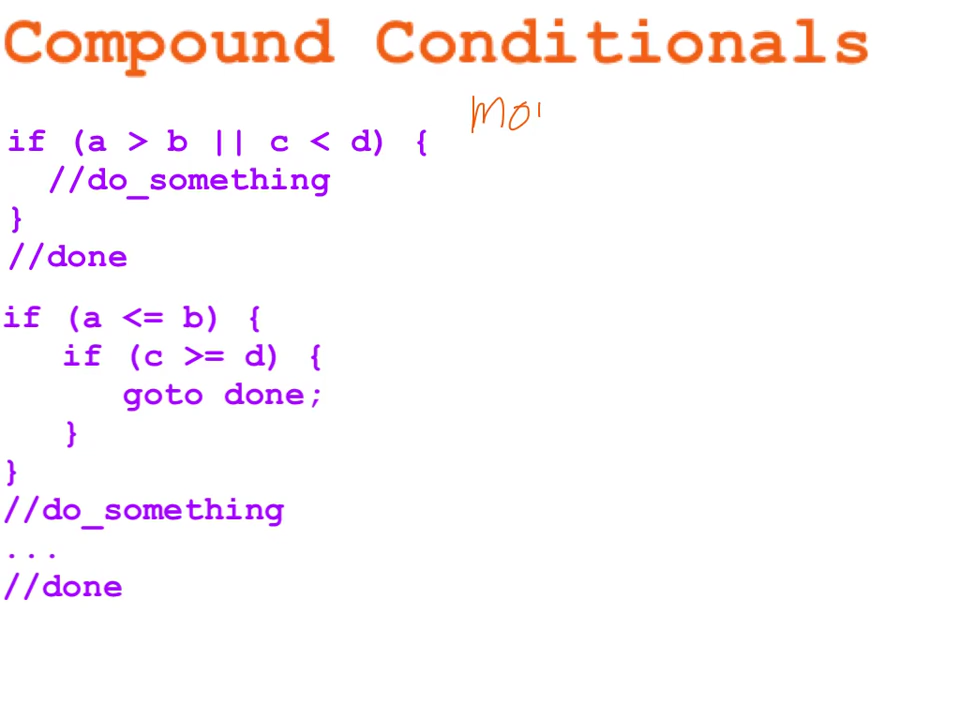 Compound Conditionals
if (a > b || c < d) {
//do_something
}
//done
if (a <= b) {
if (c >= d) {
goto done;
}
}
//do_something
...
//done